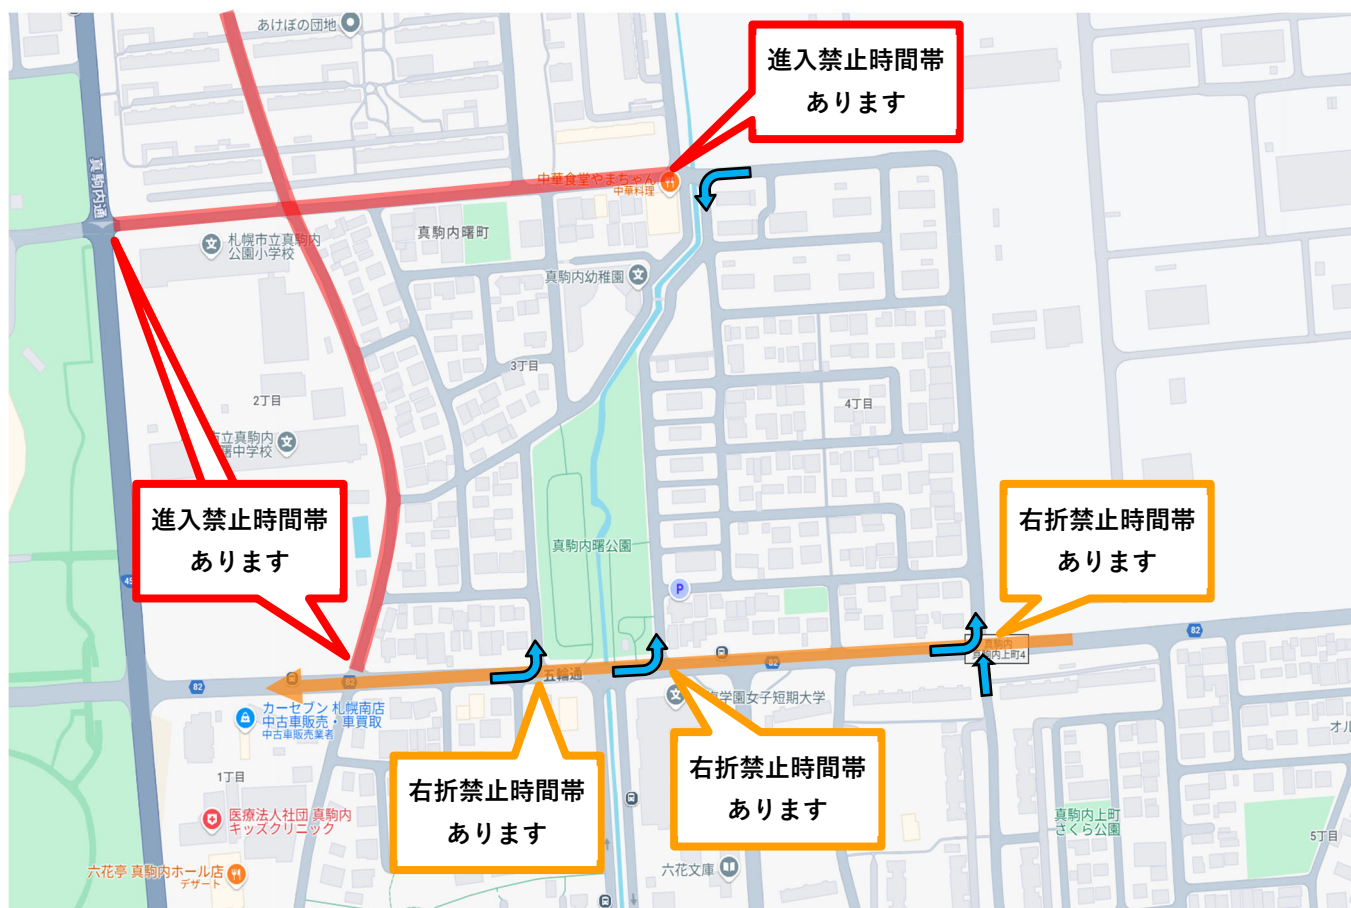 あけぼの団地
進入禁止時間帯
あります
真駒内通
中華食堂やまちゃん
中華料理
札幌市立真駒内
公園小学校
真駒内曙町
真駒内幼稚園
3丁目
2丁目
4丁目
市立真駒内
曙中学校
進入禁止時間帯
あります
右折禁止時間帯
あります
真駒内曙公園
P
82
真駒内
真駒内上町4
82
82
五輪通
学園女子短期大学
カーセブン 札幌南店
中古車販売・車買取
中古車販売業者
オル
1丁目
右折禁止時間帯
あります
右折禁止時間帯
あります
医療法人社団 真駒内
キッズクリニック
真駒内上町
さくら公園
5丁目
六花亭 真駒内ホール店
デザート
六花文庫